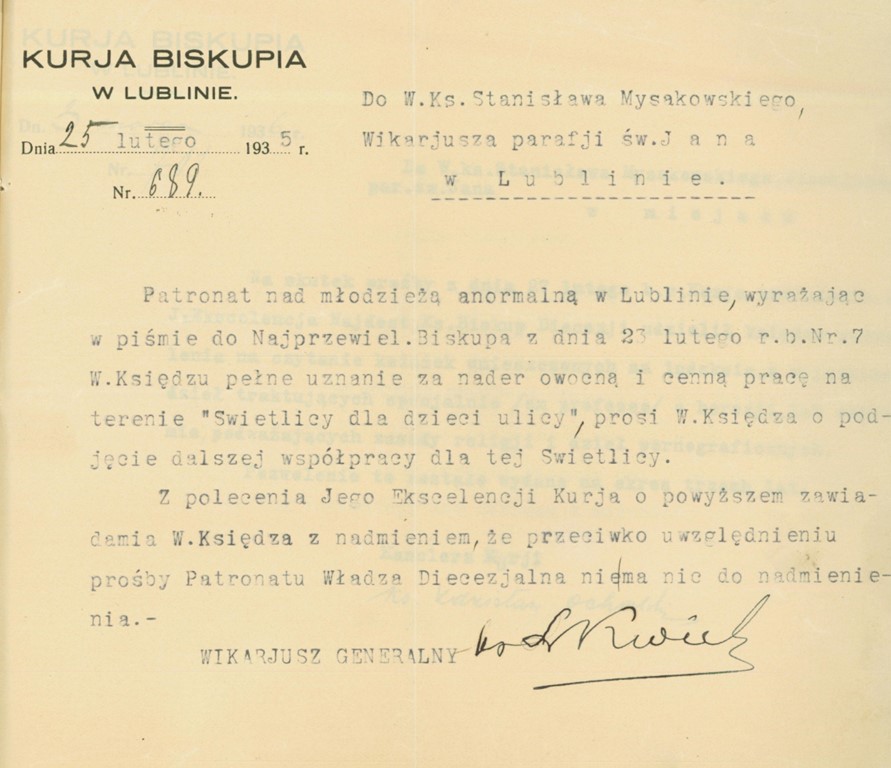 KURJA BISKUPIA
W LUBLINIE.
Dnia 25 lutego 1935 r.
Nr. 689.
Do W.Ks.Stanisława Mysakowskiego,
Wikarjusza parafji św.J a n a
w L u b l i n i e .
Patronat nad młodzieżą anormalną w Lublinie, wyrażając
w piśmie do Najprzewiel.Biskupa z dnia 23 lutego r.b.Nr.7
W.Księdzu pełne uznanie za nader owocną i cenną pracę na
terenie "Swietlicy dla dzieci ulicy", prosi W.Księdza o pod-
jęcie dalszej współpracy dla tej Swietlicy.
Z polecenia Jego Ekscelencji Kurja o powyższem zawia-
damia W.Księdza z nadmieniem, że przeciwko uwzględnieniu
prośby Patronatu Władza Diecezjalna nie ma nic do nadmienie-
nia.-
WIKARJUSZ GENERALNY